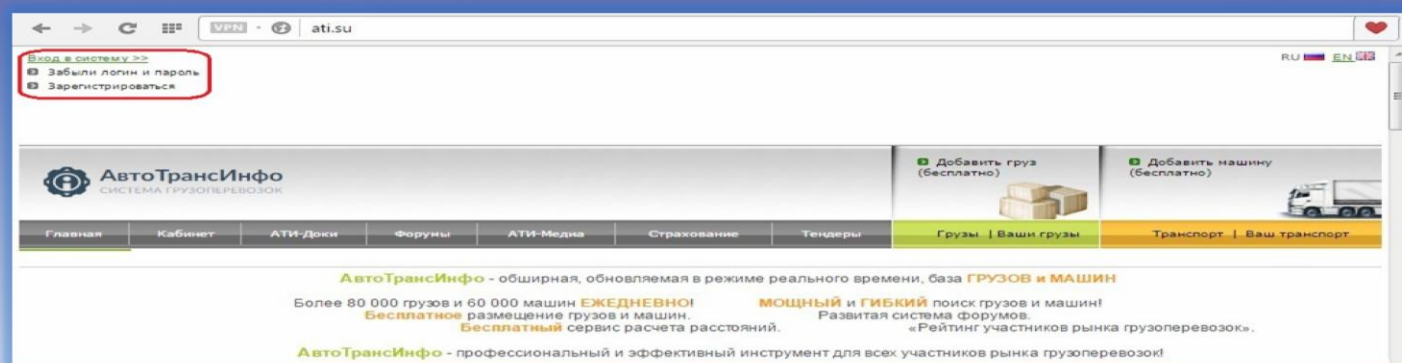 VPN ati.su
Вход в систему >>
Забыли логин и пароль
Зарегистрироваться
RU EN
АвтоТрансИнфо
СИСТЕМА ГРУЗОПЕРЕВОЗОК
Добавить груз
(бесплатно)
Добавить машину
(бесплатно)
Главная Кабинет АТИ-Доки Форумы АТИ-Медиа Страхование Тендеры Грузы | Ваши грузы Транспорт | Ваш транспорт
АвтоТрансИнфо - обширная, обновляемая в режиме реального времени, база ГРУЗОВ и МАШИН
Более 80 000 грузов и 60 000 машин ЕЖЕДНЕВНО! МОЩНЫЙ и ГИБКИЙ поиск грузов и машин!
Бесплатное размещение грузов и машин. Развитая система форумов.
Бесплатный сервис расчета расстояний. «Рейтинг участников рынка грузоперевозок».
АвтоТрансИнфо - профессиональный и эффективный инструмент для всех участников рынка грузоперевозок!